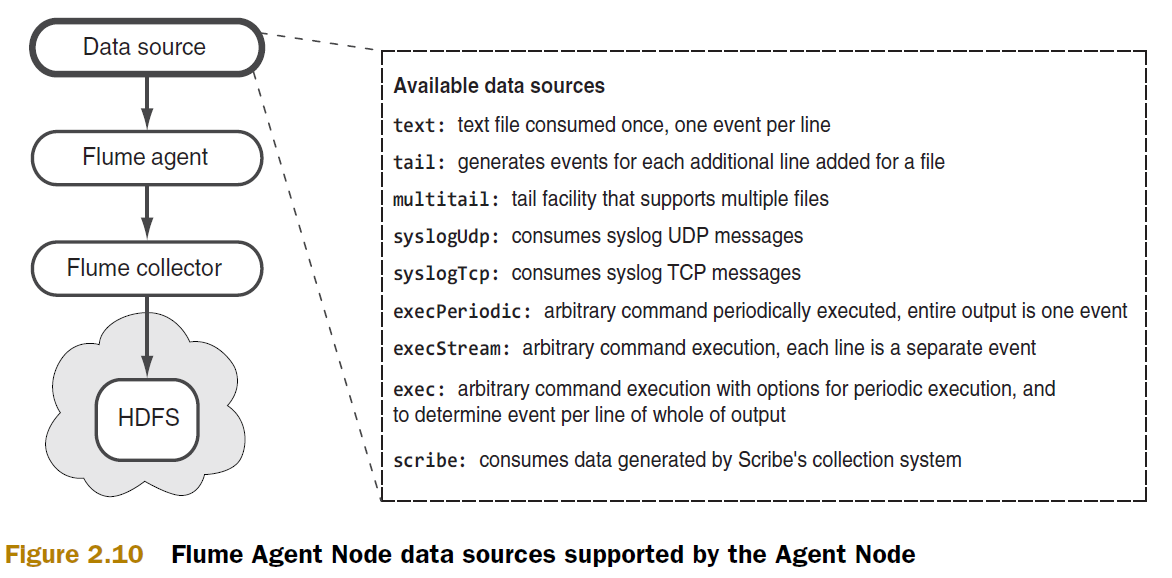 Data source
Flume agent
Flume collector
HDFS
Available data sources
text: text file consumed once, one event per line
tail: generates events for each additional line added for a file
multitail: tail facility that supports multiple files
syslogUdp: consumes syslog UDP messages
syslogTcp: consumes syslog TCP messages
execPeriodic: arbitrary command periodically executed, entire output is one event
execStream: arbitrary command execution, each line is a separate event
exec: arbitrary command execution with options for periodic execution, and
to determine event per line of whole of output
scribe: consumes data generated by Scribe's collection system
Figure 2.10 Flume Agent Node data sources supported by the Agent Node